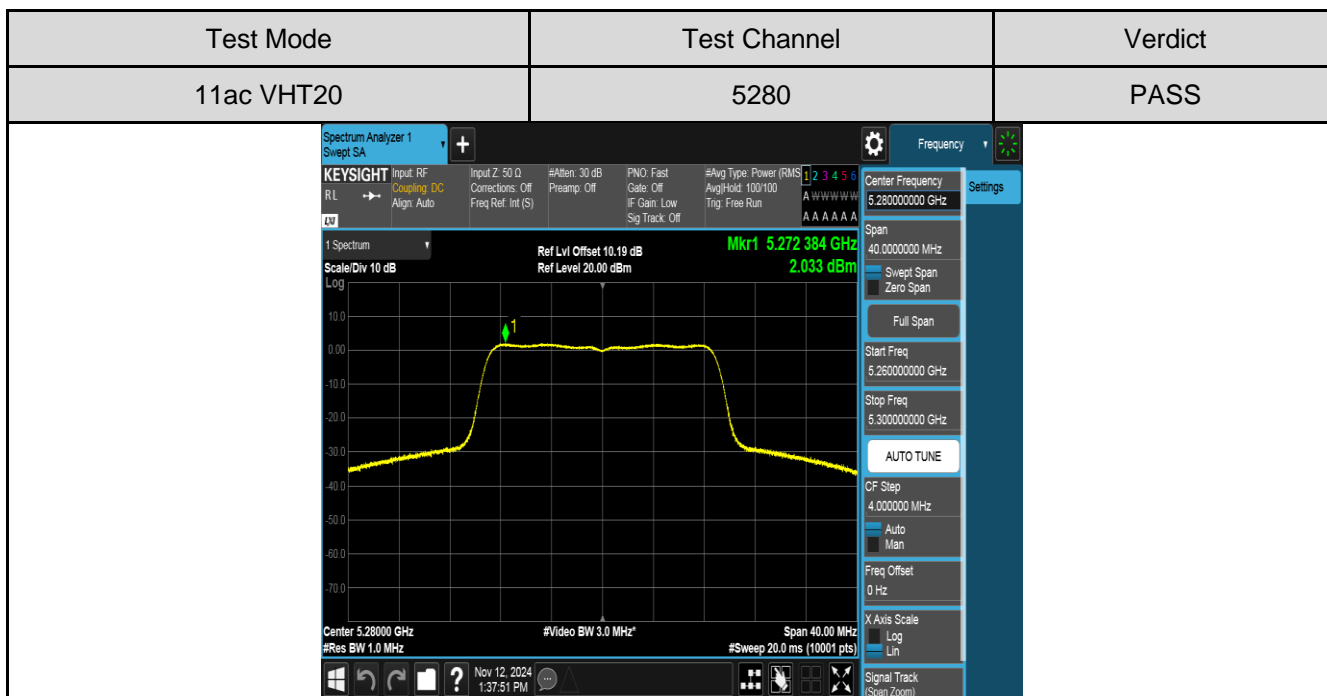 Test Mode Test Channel Verdict
11ac VHT20 5280 PASS
Spectrum Analyzer 1
Swept SA
+
Frequency
KEYSIGHT Input: RF Input Z: 50 Ω #Atten: 30 dB PNO: Fast #Avg Type: Power (RMS 1 2 3 4 5 6
RL Coupling: DC Corrections: Off Preamp: Off Gate: Off Avg|Hold: 100/100 A W W W W W
Align: Auto Freq Ref: Int (S) IF Gain: Low Trig: Free Run
LXI Sig Track: Off A A A A A A
1 Spectrum
Ref Lvl Offset 10.19 dB
Mkr1 5.272 384 GHz
Scale/Div 10 dB Ref Level 20.00 dBm 2.033 dBm
Log
10.0
1
0.00
-10.0
-20.0
-30.0
-40.0
-50.0
-60.0
-70.0
Center 5.28000 GHz #Video BW 3.0 MHz* Span 40.00 MHz
#Res BW 1.0 MHz #Sweep 20.0 ms (10001 pts)
? Nov 12, 2024
1:37:51 PM
Center Frequency
5.280000000 GHz
Settings
Span
40.0000000 MHz
Swept Span
Zero Span
Full Span
Start Freq
5.260000000 GHz
Stop Freq
5.300000000 GHz
AUTO TUNE
CF Step
4.000000 MHz
Auto
Man
Freq Offset
0 Hz
X Axis Scale
Log
Lin
Signal Track
(Span Zoom)